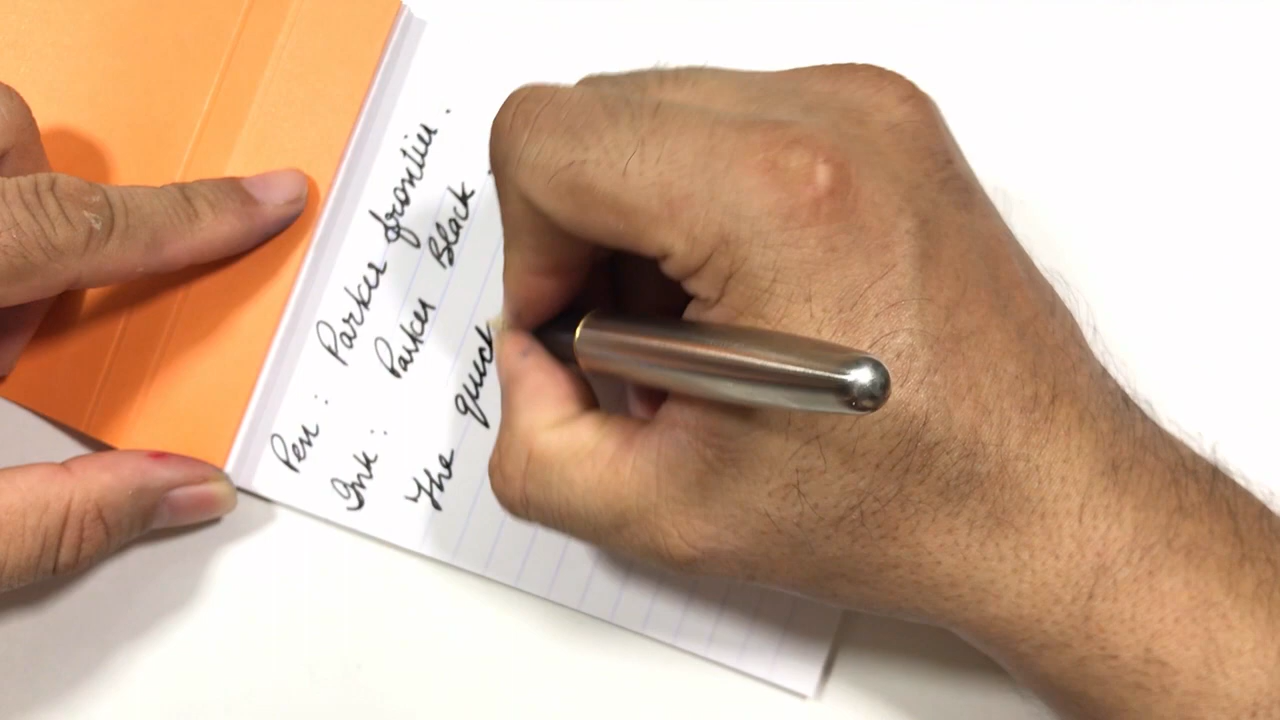 Pen : Parker frontier.
Ink : Parker Black.
The quick